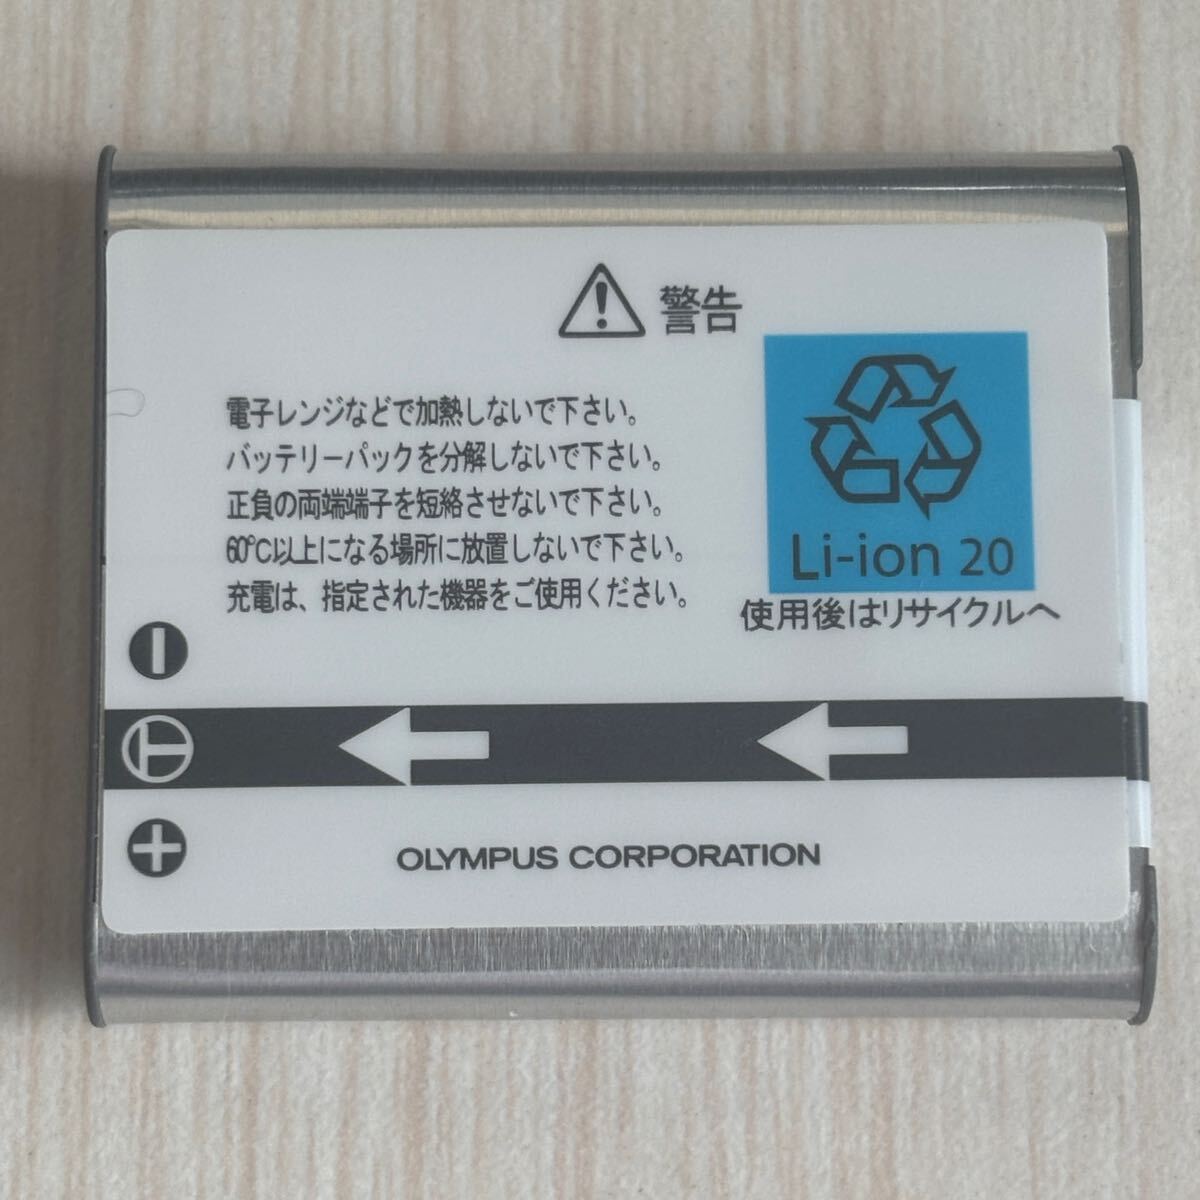 警告
電子レンジなどで加熱しないで下さい。
バッテリーパックを分解しないで下さい。
正負の両端端子を短絡させないで下さい。
60℃以上になる場所に放置しないで下さい。
充電は、指定された機器をご使用ください。
Li-ion 20
使用後はリサイクルへ
OLYMPUS CORPORATION